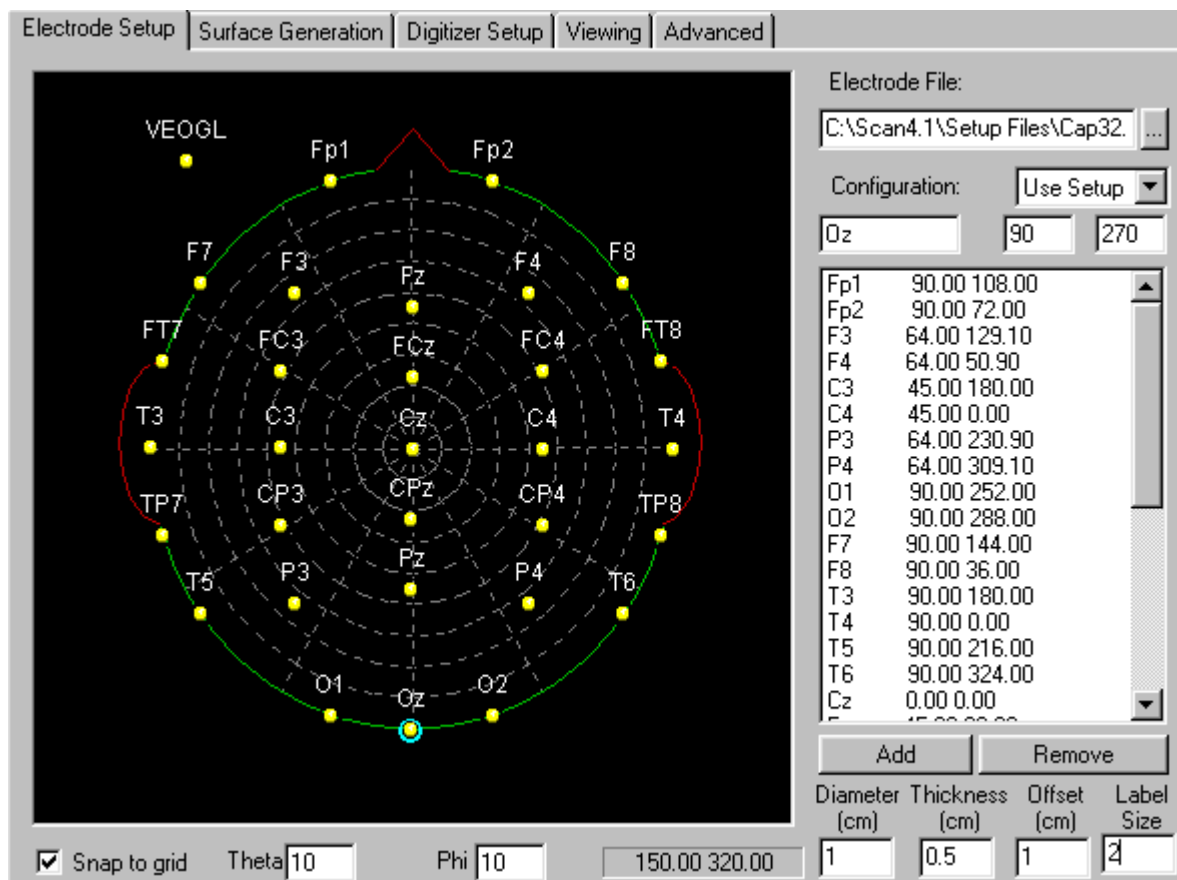 Electrode Setup Surface Generation Digitizer Setup Viewing Advanced
VEOGL
Fp1 Fp2
F7 F3 Fz F4 F8
FT7 FC3 FCz FC4 FT8
T3 C3 Cz C4 T4
TP7 CP3 CPz CP4 TP8
T5 P3 Pz P4 T6
O1 Oz O2
Snap to grid Theta 10 Phi 10 150.00 320.00
Electrode File:
C:\Scan4.1\Setup Files\Cap32. ...
Configuration: Use Setup
Oz 90 270
Fp1 90.00 108.00
Fp2 90.00 72.00
F3 64.00 129.10
F4 64.00 50.90
C3 45.00 180.00
C4 45.00 0.00
P3 64.00 230.90
P4 64.00 309.10
O1 90.00 252.00
O2 90.00 288.00
F7 90.00 144.00
F8 90.00 36.00
T3 90.00 180.00
T4 90.00 0.00
T5 90.00 216.00
T6 90.00 324.00
Cz 0.00 0.00
Add Remove
Diameter (cm) Thickness (cm) Offset (cm) Label Size
1 0.5 1 2